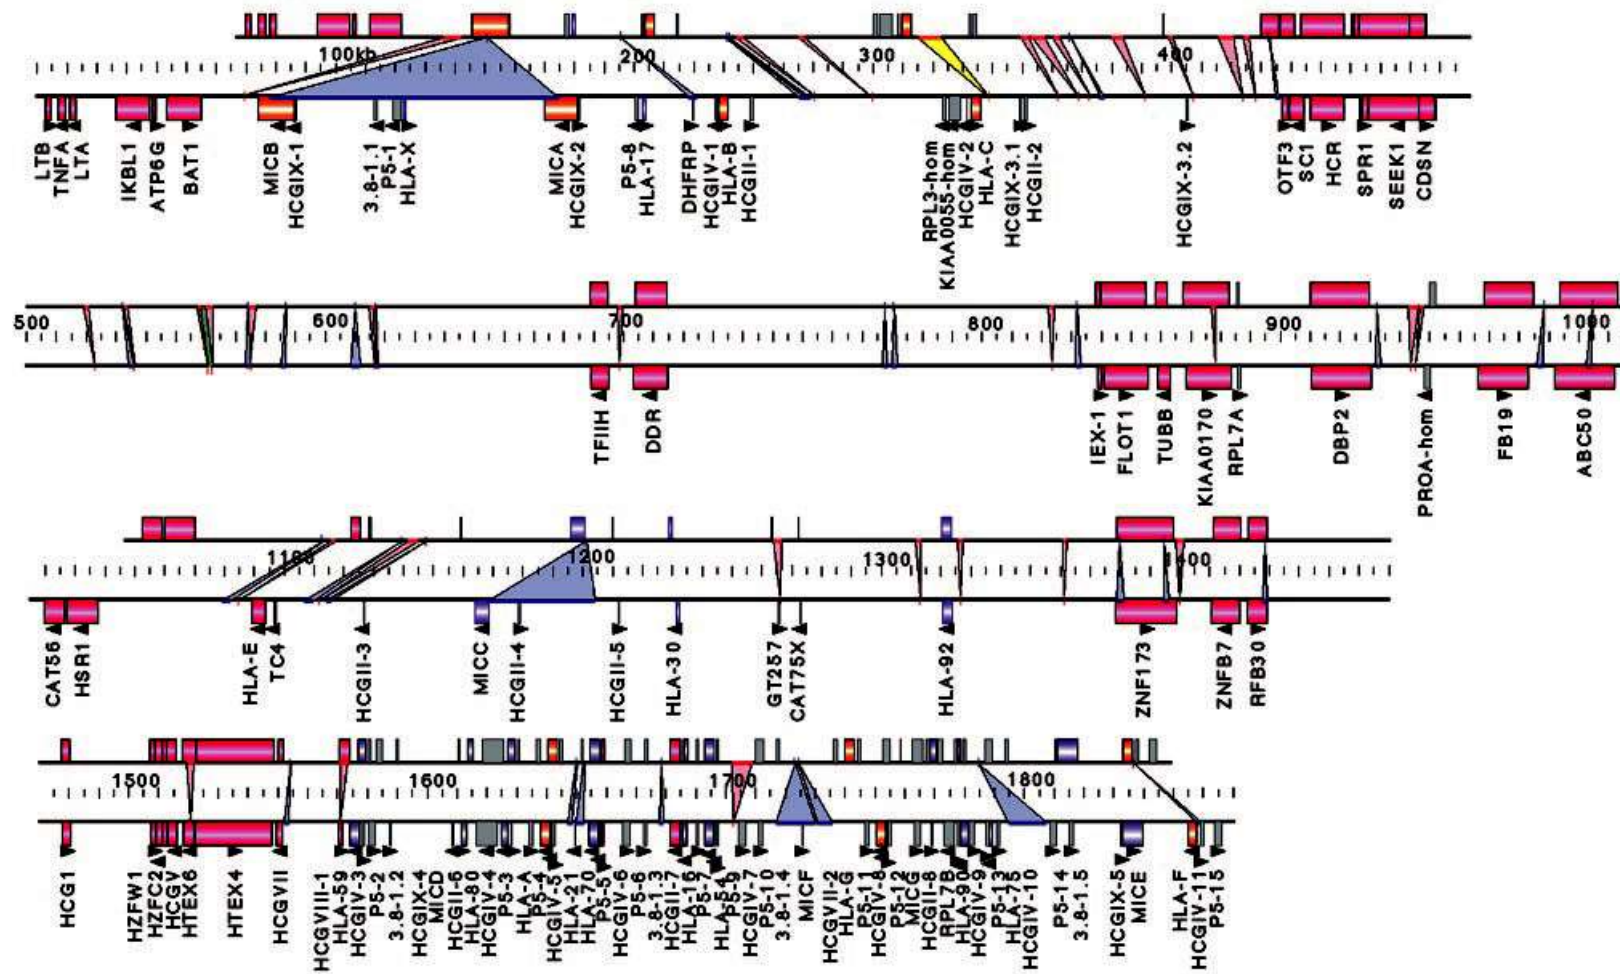 100kb 200 300 400
LTB TNFA LTA IKBL1 ATP6G BAT1 MICB HCGIX-1 3.8-1.1 P5-1 HLA-X MICA HCGIX-2 P5-8 HLA-17 DHFRP HCGIV-1 HLA-B HCGII-1 RPL3-hom KIAA0055-hom HCGIV-2 HLA-C HCGIX-3.1 HCGII-2 HCGIX-3.2 OTF3 SC1 HCR SPR1 SEEK1 CDSN
500 600 700 800 900 1000
TFIIH DDR IEX-1 FLOT1 TUBB KIAA0170 RPL7A DBP2 PROA-hom FB19 ABC50
1100 1200 1300 1400
CAT56 HSR1 HLA-E TC4 HCGII-3 MICC HCGII-4 HCGII-5 HLA-30 GT257 CAT75X HLA-92 ZNF173 ZNFB7 RFB30
1500 1600 1700 1800
HCG1 HZFW1 HZFC2 HCGV HTEX6 HTEX4 HCGVII HCGVIII-1 HLA-59 HCGIV-3 P5-2 3.8-1.2 HCGIX-4 MICD HCGII-6 HLA-80 HCGIV-4 P5-3 HLA-A P5-4 HCGIV-5 HLA-21 HLA-70 P5-5 HCGIV-6 P5-6 3.8-1.3 HCGII-7 HLA-16 P5-7 HLA-54 P5-9 HCGIV-7 P5-10 3.8-1.4 MICF HCGVII-2 HLA-G P5-11 HCGIV-8 P5-12 MICG HCGII-8 RPL7B HLA-90 HCGIV-9 P5-13 HLA-75 HCGIV-10 P5-14 3.8-1.5 HCGIX-5 MICE HLA-F HCGIV-11 P5-15